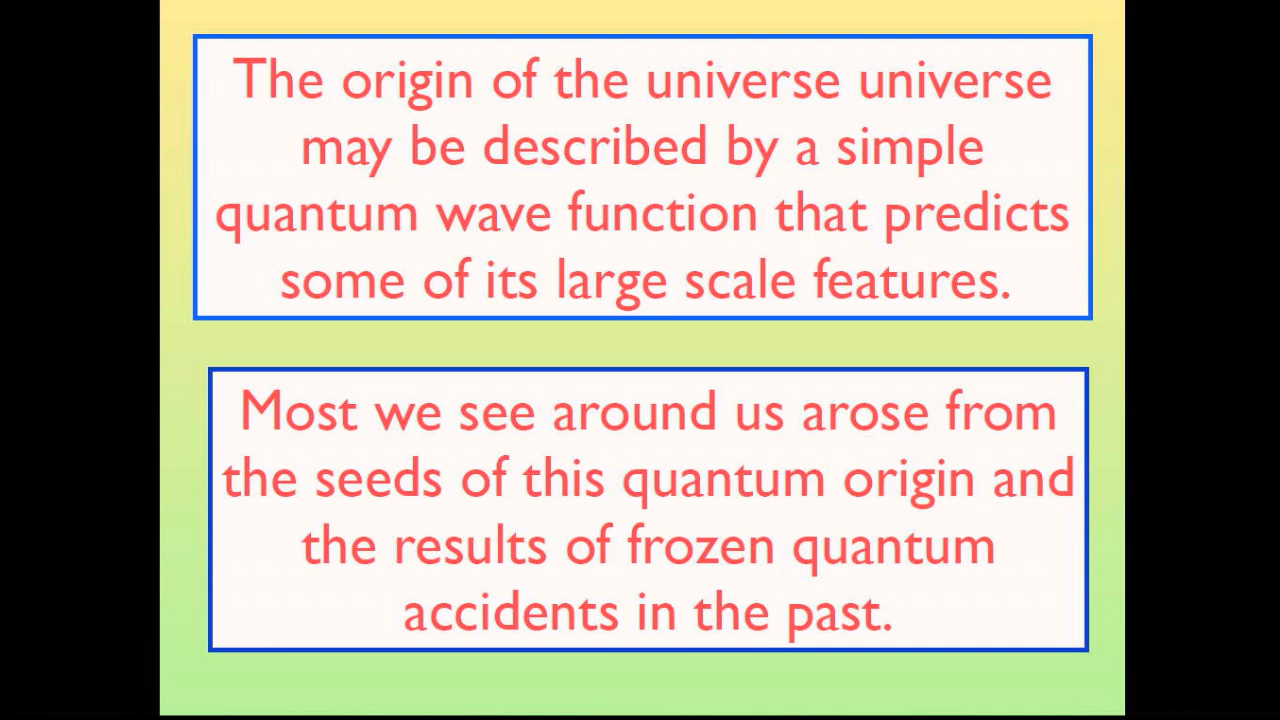 The origin of the universe universe
may be described by a simple
quantum wave function that predicts
some of its large scale features.
Most we see around us arose from
the seeds of this quantum origin and
the results of frozen quantum
accidents in the past.